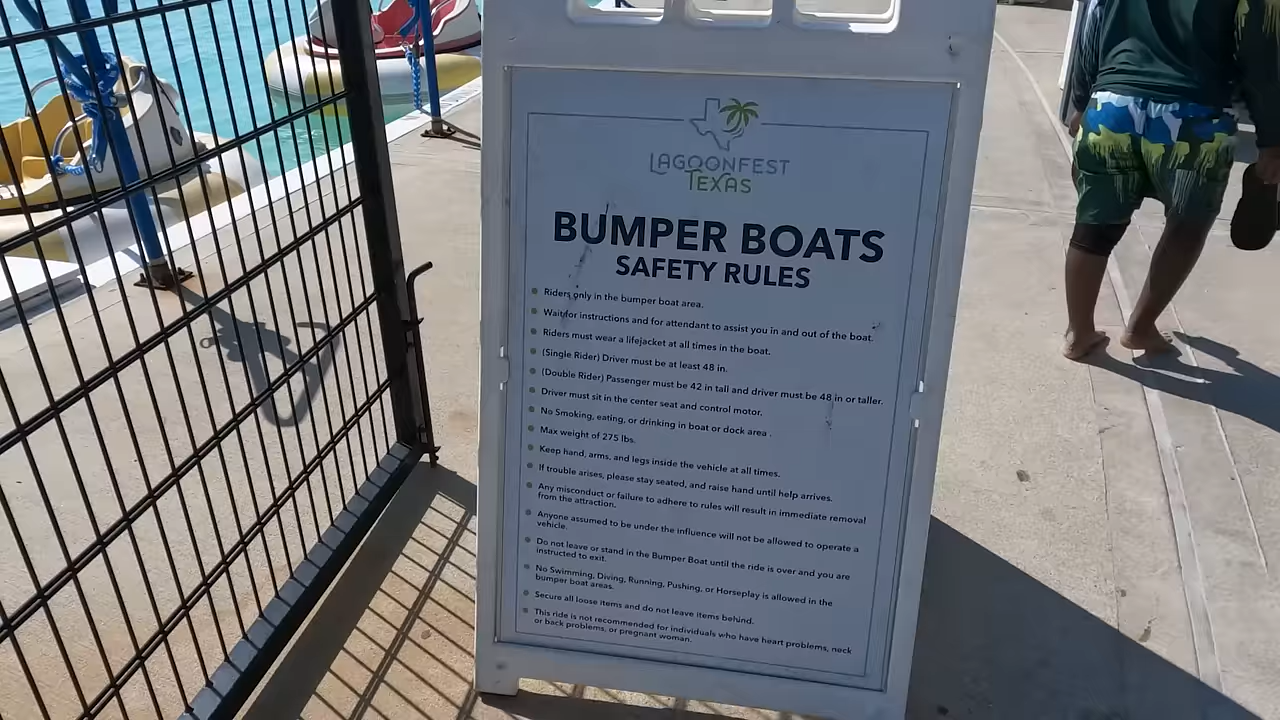 LAGOONFEST
TEXAS
BUMPER BOATS
SAFETY RULES
Riders only in the bumper boat area.
Wait for instructions and for attendant to assist you in and out of the boat.
Riders must wear a lifejacket at all times in the boat.
(Single Rider) Driver must be at least 48 in.
(Double Rider) Passenger must be 42 in tall and driver must be 48 in or taller.
Driver must sit in the center seat and control motor.
No Smoking, eating, or drinking in boat or dock area .
Max weight of 275 lbs.
Keep hand, arms, and legs inside the vehicle at all times.
If trouble arises, please stay seated, and raise hand until help arrives.
Any misconduct or failure to adhere to rules will result in immediate removal
from the attraction.
Anyone assumed to be under the influence will not be allowed to operate a
vehicle.
Do not leave or stand in the Bumper Boat until the ride is over and you are
instructed to exit.
No Swimming, Diving, Running, Pushing, or Horseplay is allowed in the
bumper boat areas.
Secure all loose items and do not leave items behind.
This ride is not recommended for individuals who have heart problems, neck
or back problems, or pregnant woman.